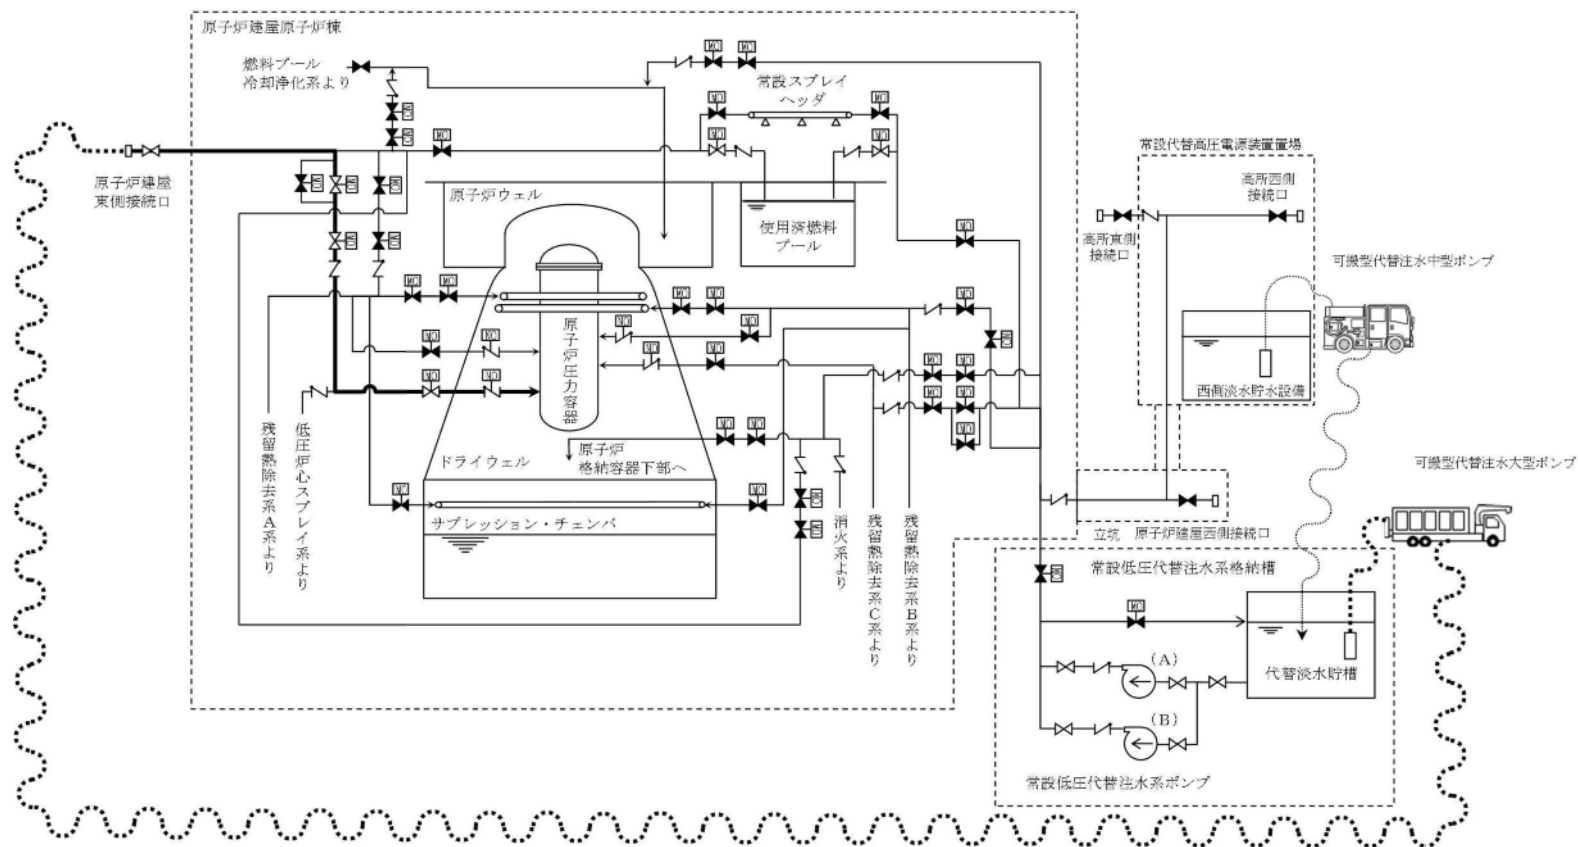 原子炉建屋原子炉棟
燃料プール
冷却浄化系より
常設スプレイ
ヘッダ
原子炉建屋
東側接続口
原子炉ウェル
使用済燃料
プール
常設代替高圧電源装置置場
高所西側
接続口
高所東側
接続口
可搬型代替注水中型ポンプ
西側淡水貯水設備
原子炉圧力容器
ドライウェル
原子炉
格納容器下部へ
サプレッション・チェンバ
残留熱除去系A系より
低圧炉心スプレイ系より
消火系より
残留熱除去系C系より
残留熱除去系B系より
可搬型代替注水大型ポンプ
立坑
原子炉建屋西側接続口
常設低圧代替注水系格納槽
(A)
代替淡水貯槽
(B)
常設低圧代替注水系ポンプ